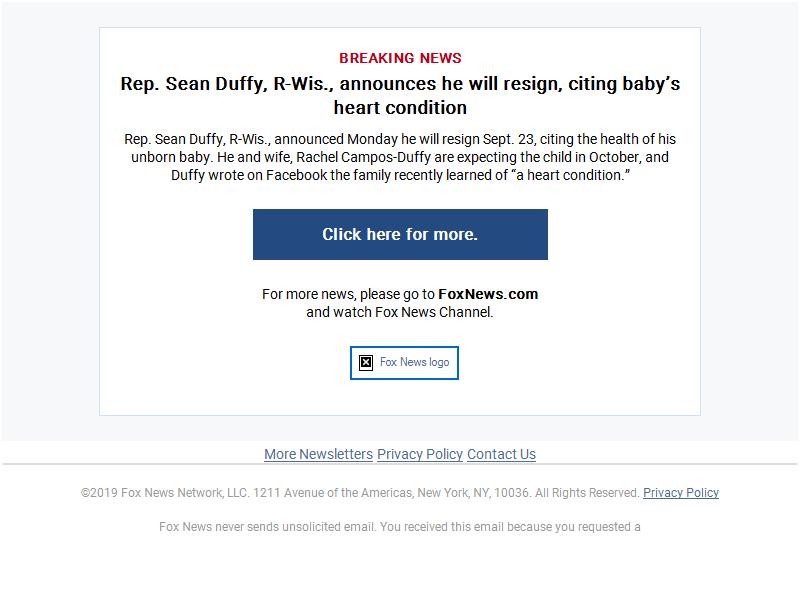 BREAKING NEWS
Rep. Sean Duffy, R-Wis., announces he will resign, citing baby’s
heart condition
Rep. Sean Duffy, R-Wis., announced Monday he will resign Sept. 23, citing the health of his
unborn baby. He and wife, Rachel Campos-Duffy are expecting the child in October, and
Duffy wrote on Facebook the family recently learned of “a heart condition.”
Click here for more.
For more news, please go to FoxNews.com
and watch Fox News Channel.
Fox News logo
More Newsletters Privacy Policy Contact Us
©2019 Fox News Network, LLC. 1211 Avenue of the Americas, New York, NY, 10036. All Rights Reserved. Privacy Policy
Fox News never sends unsolicited email. You received this email because you requested a